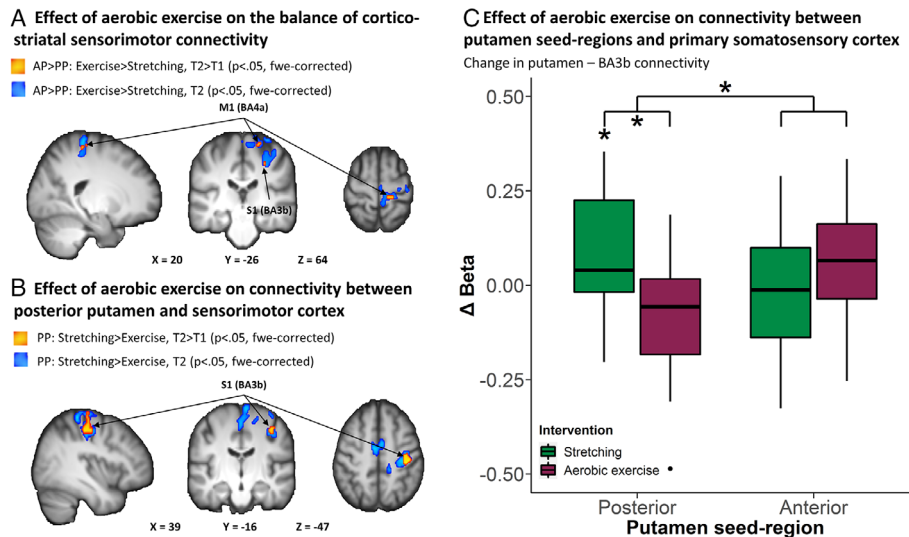 A Effect of aerobic exercise on the balance of cortico-
striatal sensorimotor connectivity
AP>PP: Exercise>Stretching, T2>T1 (p<.05, fwe-corrected)
AP>PP: Exercise>Stretching, T2 (p<.05, fwe-corrected)
M1 (BA4a)
S1 (BA3b)
X = 20 Y = -26 Z = 64
B Effect of aerobic exercise on connectivity between
posterior putamen and sensorimotor cortex
PP: Stretching>Exercise, T2>T1 (p<.05, fwe-corrected)
PP: Stretching>Exercise, T2 (p<.05, fwe-corrected)
S1 (BA3b)
X = 39 Y = -16 Z = -47
C Effect of aerobic exercise on connectivity between
putamen seed-regions and primary somatosensory cortex
Change in putamen – BA3b connectivity
*
* *
0.50
0.25
0.00
-0.25
-0.50
Δ Beta
Intervention
Stretching
Aerobic exercise
Posterior Anterior
Putamen seed-region